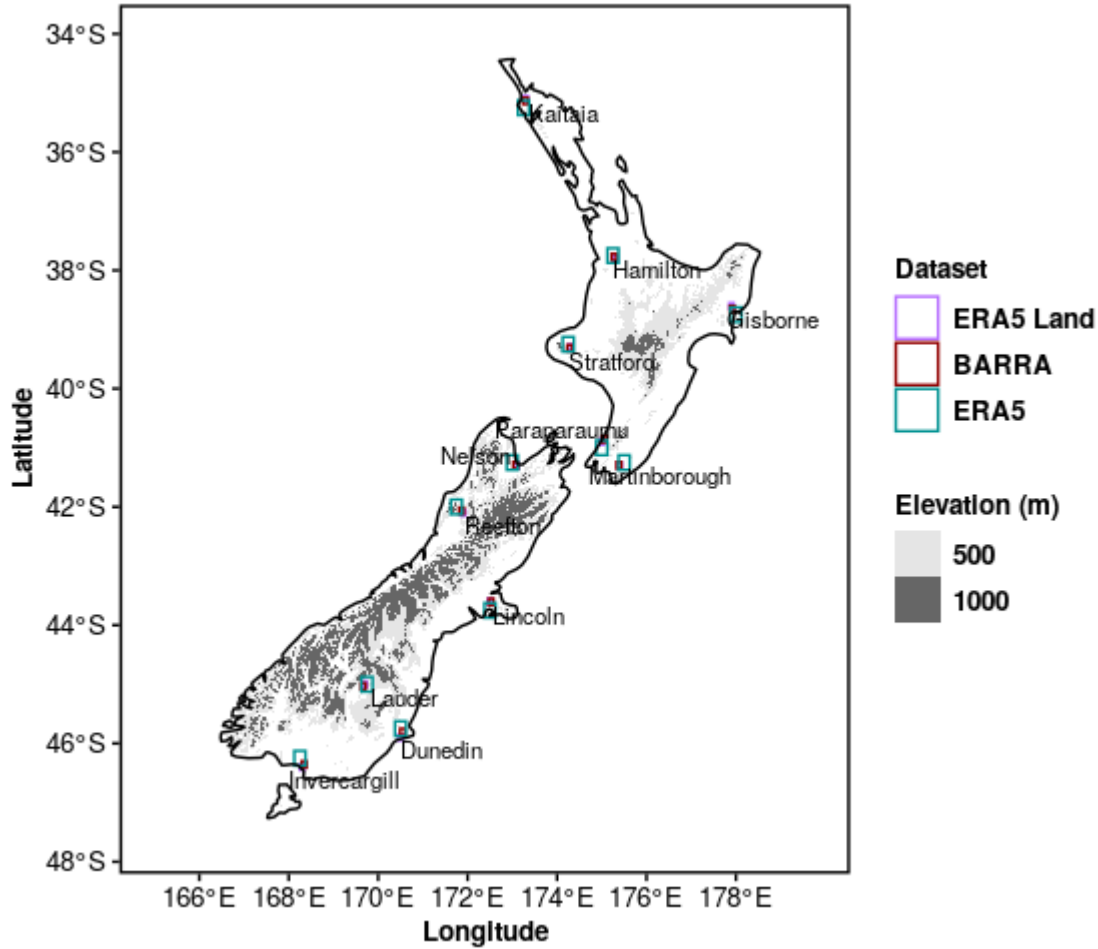 34°S
36°S
38°S
40°S
42°S
44°S
46°S
48°S
Latitude
Kaitaia
Hamilton
Gisborne
Stratford
Paraparaumu
Nelson
Martinborough
Reefton
Lincoln
Lauder
Dunedin
Invercargill
166°E 168°E 170°E 172°E 174°E 176°E 178°E
Longitude
Dataset
ERA5 Land
BARRA
ERA5
Elevation (m)
500
1000